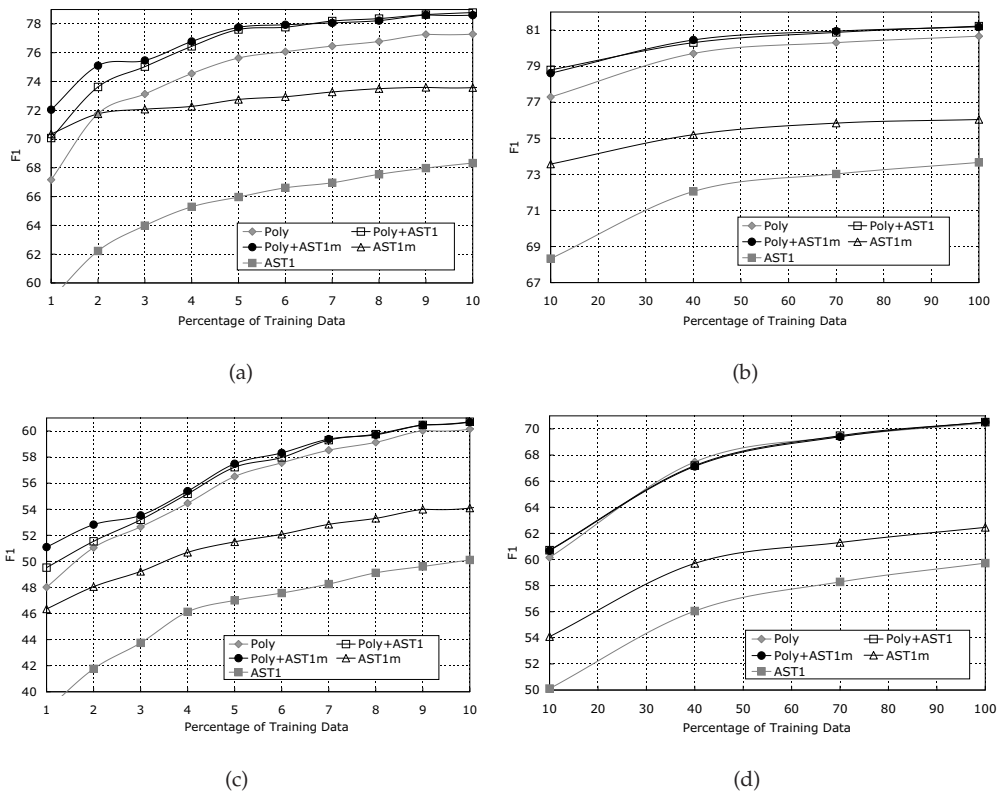 78
76
74
72
70
68
66
64
62
60
F1
1 2 3 4 5 6 7 8 9 10
Percentage of Training Data
Poly Poly+AST1
Poly+AST1m AST1m
AST1
(a)
81
79
77
75
73
71
69
67
F1
10 20 30 40 50 60 70 80 90 100
Percentage of Training Data
Poly Poly+AST1
Poly+AST1m AST1m
AST1
(b)
60
58
56
54
52
50
48
46
44
42
40
F1
1 2 3 4 5 6 7 8 9 10
Percentage of Training Data
Poly Poly+AST1
Poly+AST1m AST1m
AST1
(c)
70
68
66
64
62
60
58
56
54
52
50
F1
10 20 30 40 50 60 70 80 90 100
Percentage of Training Data
Poly Poly+AST1
Poly+AST1m AST1m
AST1
(d)